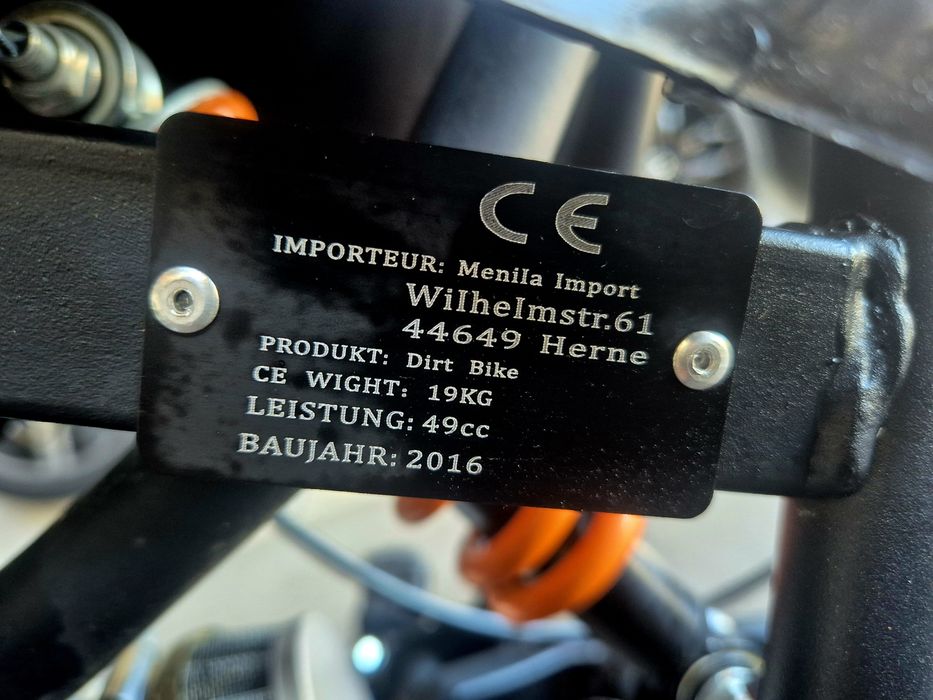 CE
IMPORTEUR: Menila Import
Wilhelmstr.61
44649 Herne
PRODUKT: Dirt Bike
CE WIGHT: 19KG
LEISTUNG: 49cc
BAUJAHR: 2016